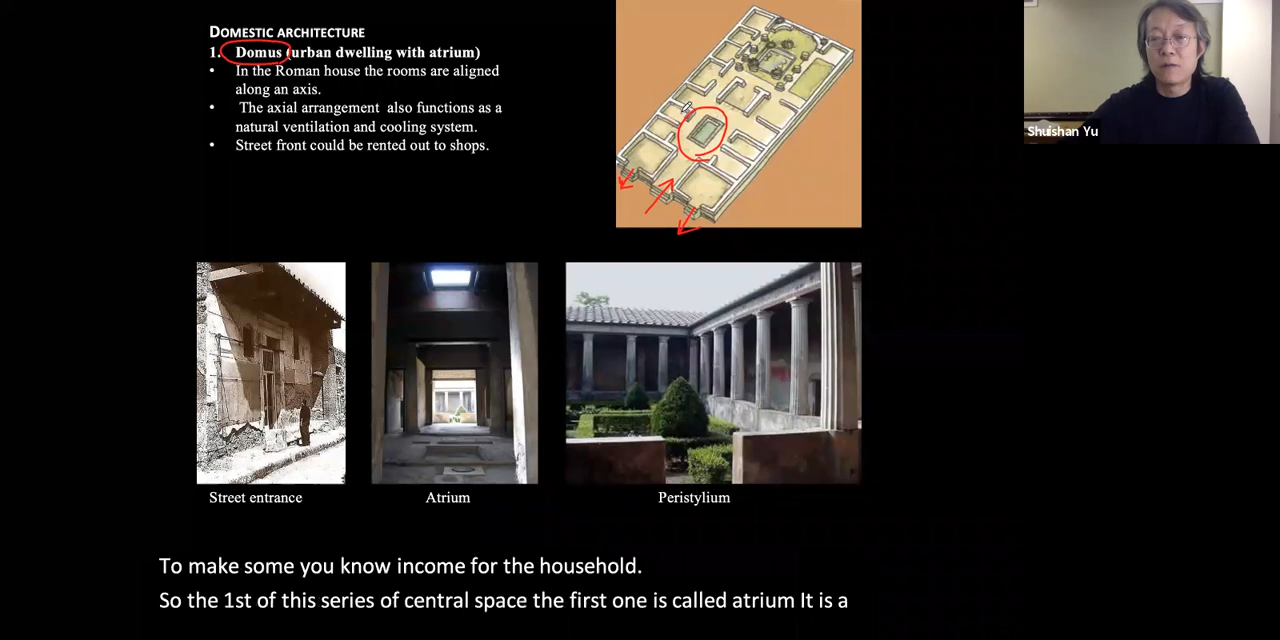 DOMESTIC ARCHITECTURE
1. Domus (urban dwelling with atrium)
• In the Roman house the rooms are aligned
along an axis.
• The axial arrangement also functions as a
natural ventilation and cooling system.
• Street front could be rented out to shops.
Shuishan Yu
Street entrance
Atrium
Peristylium
To make some you know income for the household.
So the 1st of this series of central space the first one is called atrium It is a